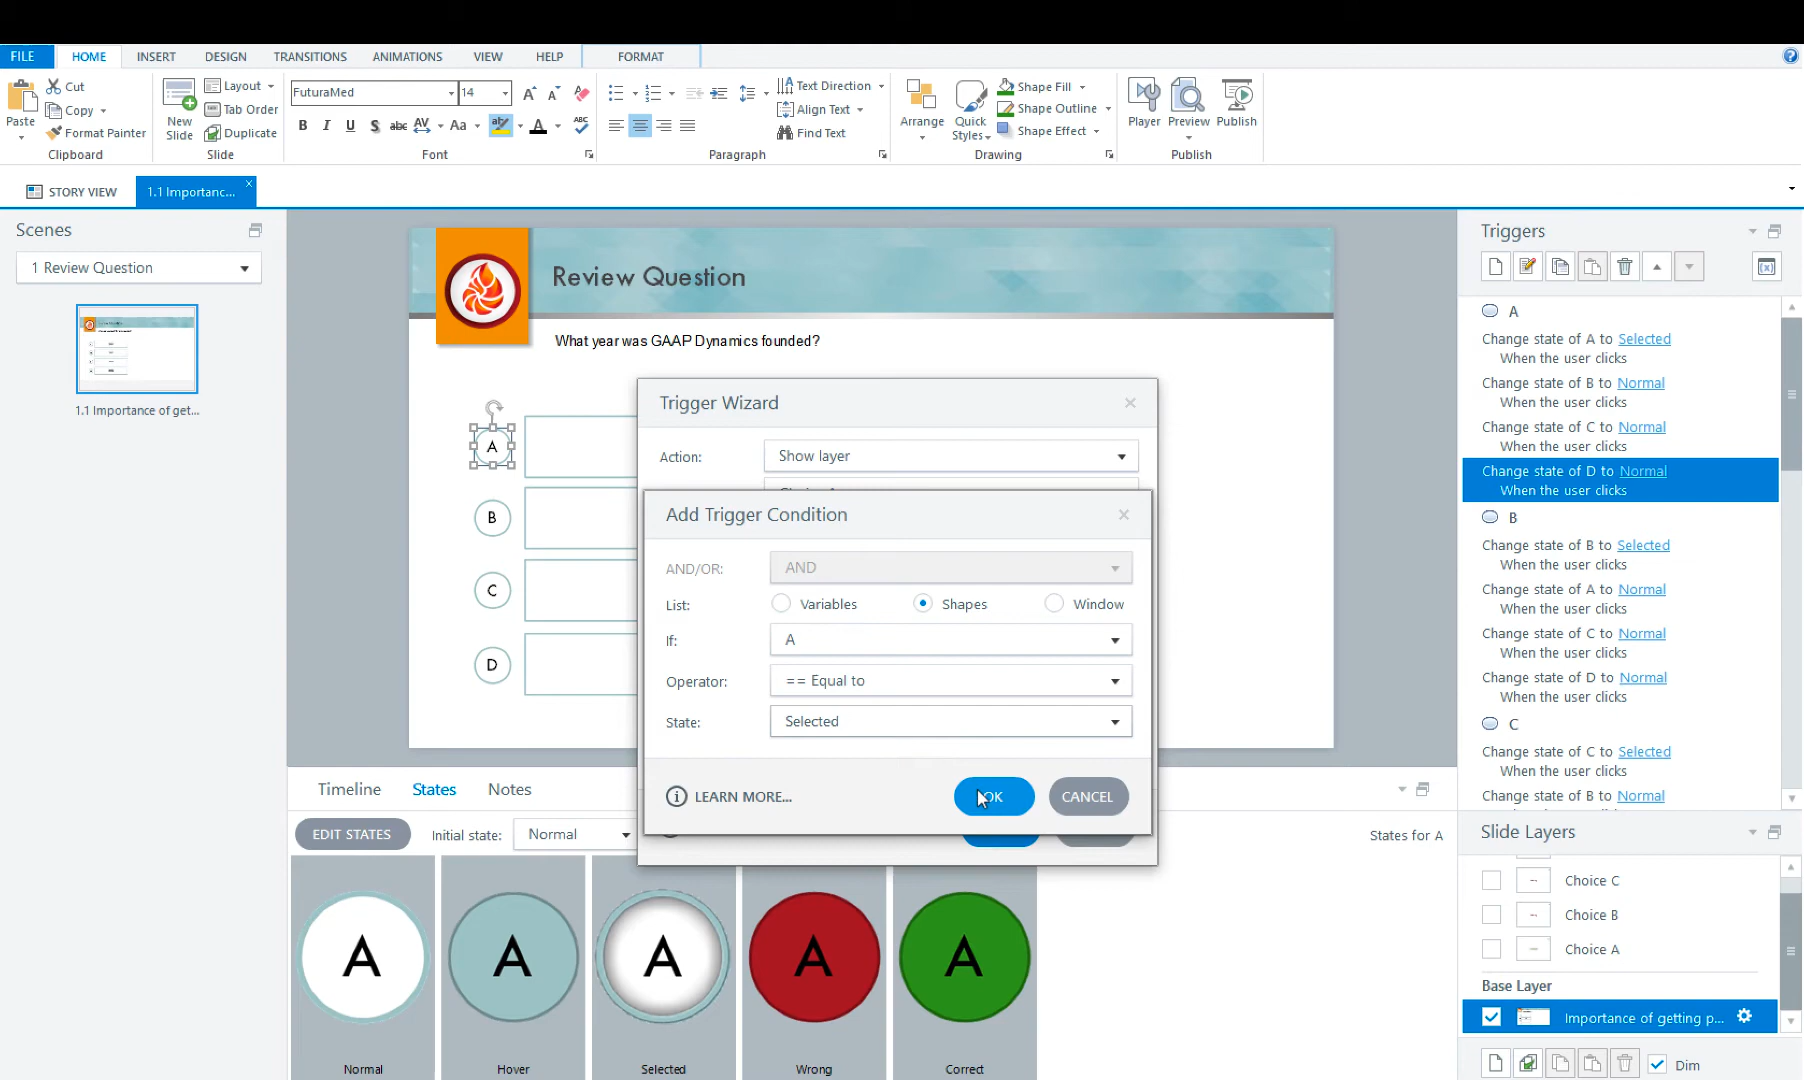 FILE HOME INSERT DESIGN TRANSITIONS ANIMATIONS VIEW HELP FORMAT
Paste
Cut
Copy
Format Painter
Clipboard
New Slide
Layout
Tab Order
Duplicate
Slide
FuturaMed 14
B I U S abc AV Aa A ABC
Font
Text Direction
Align Text
Find Text
Paragraph
Arrange
Quick Styles
Shape Fill
Shape Outline
Shape Effect
Drawing
Player Preview Publish
Publish
STORY VIEW
1.1 Importanc...
Scenes
1 Review Question
1.1 Importance of get...
Review Question
What year was GAAP Dynamics founded?
A
B
C
D
Trigger Wizard
Action: Show layer
Add Trigger Condition
AND/OR: AND
List: Variables Shapes Window
If: A
Operator: == Equal to
State: Selected
LEARN MORE...
OK
CANCEL
Timeline States Notes
EDIT STATES Initial state: Normal
States for A
A A A A A
Normal Hover Selected Wrong Correct
Triggers
(x)
A
Change state of A to Selected
When the user clicks
Change state of B to Normal
When the user clicks
Change state of C to Normal
When the user clicks
Change state of D to Normal
When the user clicks
B
Change state of B to Selected
When the user clicks
Change state of A to Normal
When the user clicks
Change state of C to Normal
When the user clicks
Change state of D to Normal
When the user clicks
C
Change state of C to Selected
When the user clicks
Change state of B to Normal
Slide Layers
Choice C
Choice B
Choice A
Base Layer
Importance of getting p...
Dim